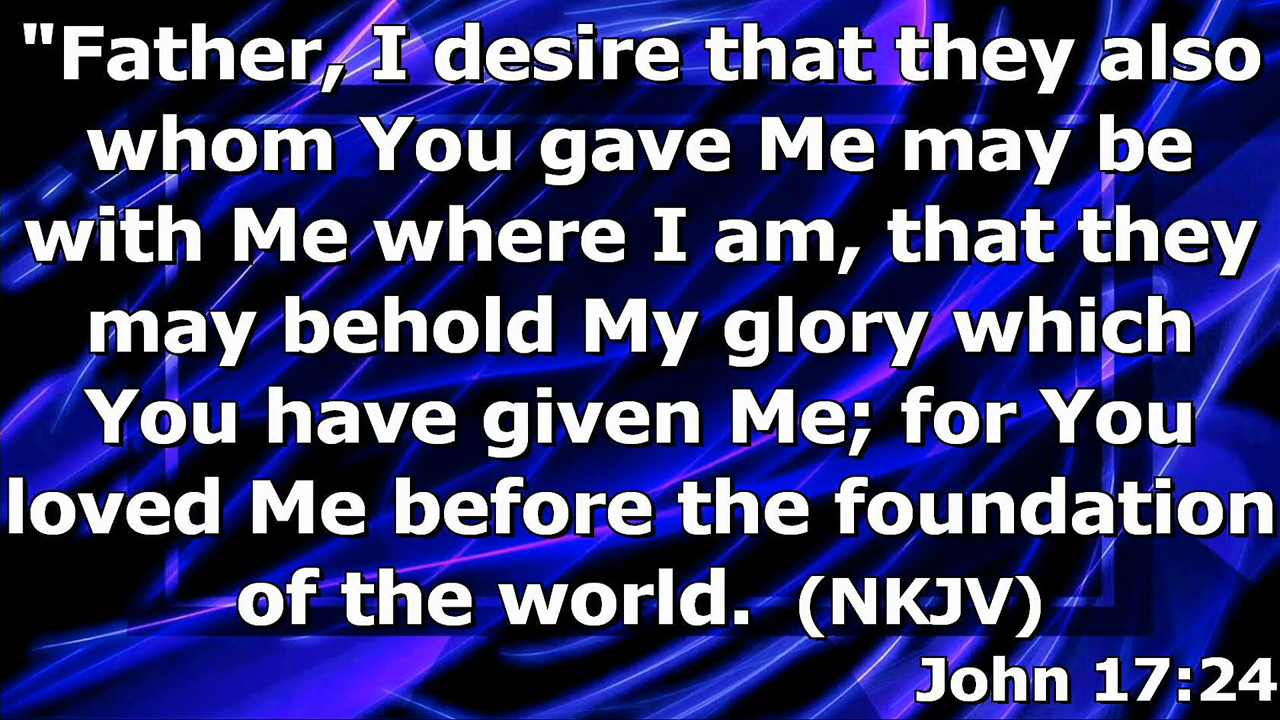 "Father, I desire that they also
whom You gave Me may be
with Me where I am, that they
may behold My glory which
You have given Me; for You
loved Me before the foundation
of the world. (NKJV)
John 17:24